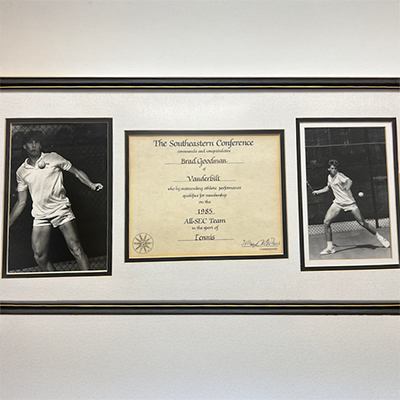 The Southeastern Conference
commends and congratulates
Brad Goodman
of
Vanderbilt
who by outstanding athletic performance
qualified for membership
on the
1985
All-SEC Team
in the sport of
Tennis